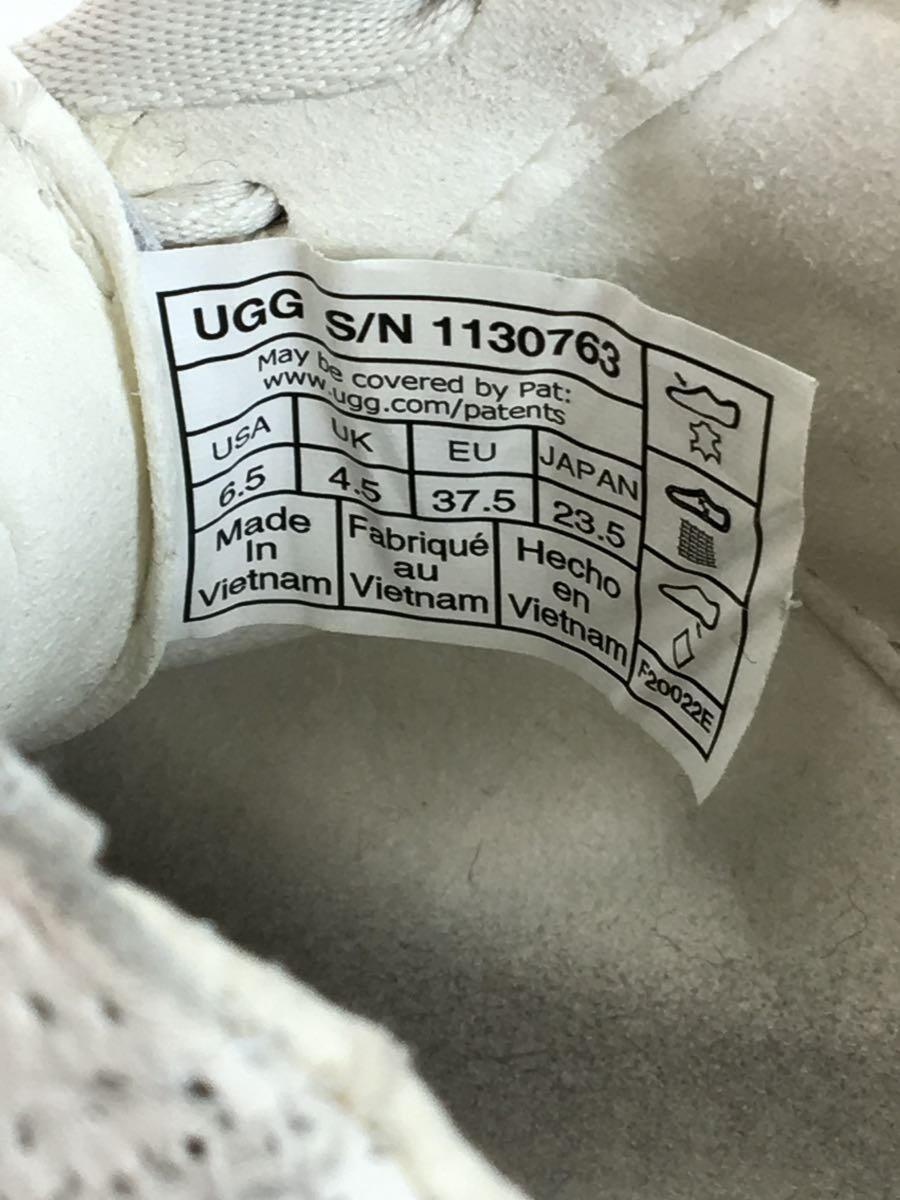 UGG S/N 1130763
May be covered by Pat:
www.ugg.com/patents
USA UK EU JAPAN
6.5 4.5 37.5 23.5
Made
In
Vietnam
Fabriqué
au
Vietnam
Hecho
en
Vietnam
F20022E